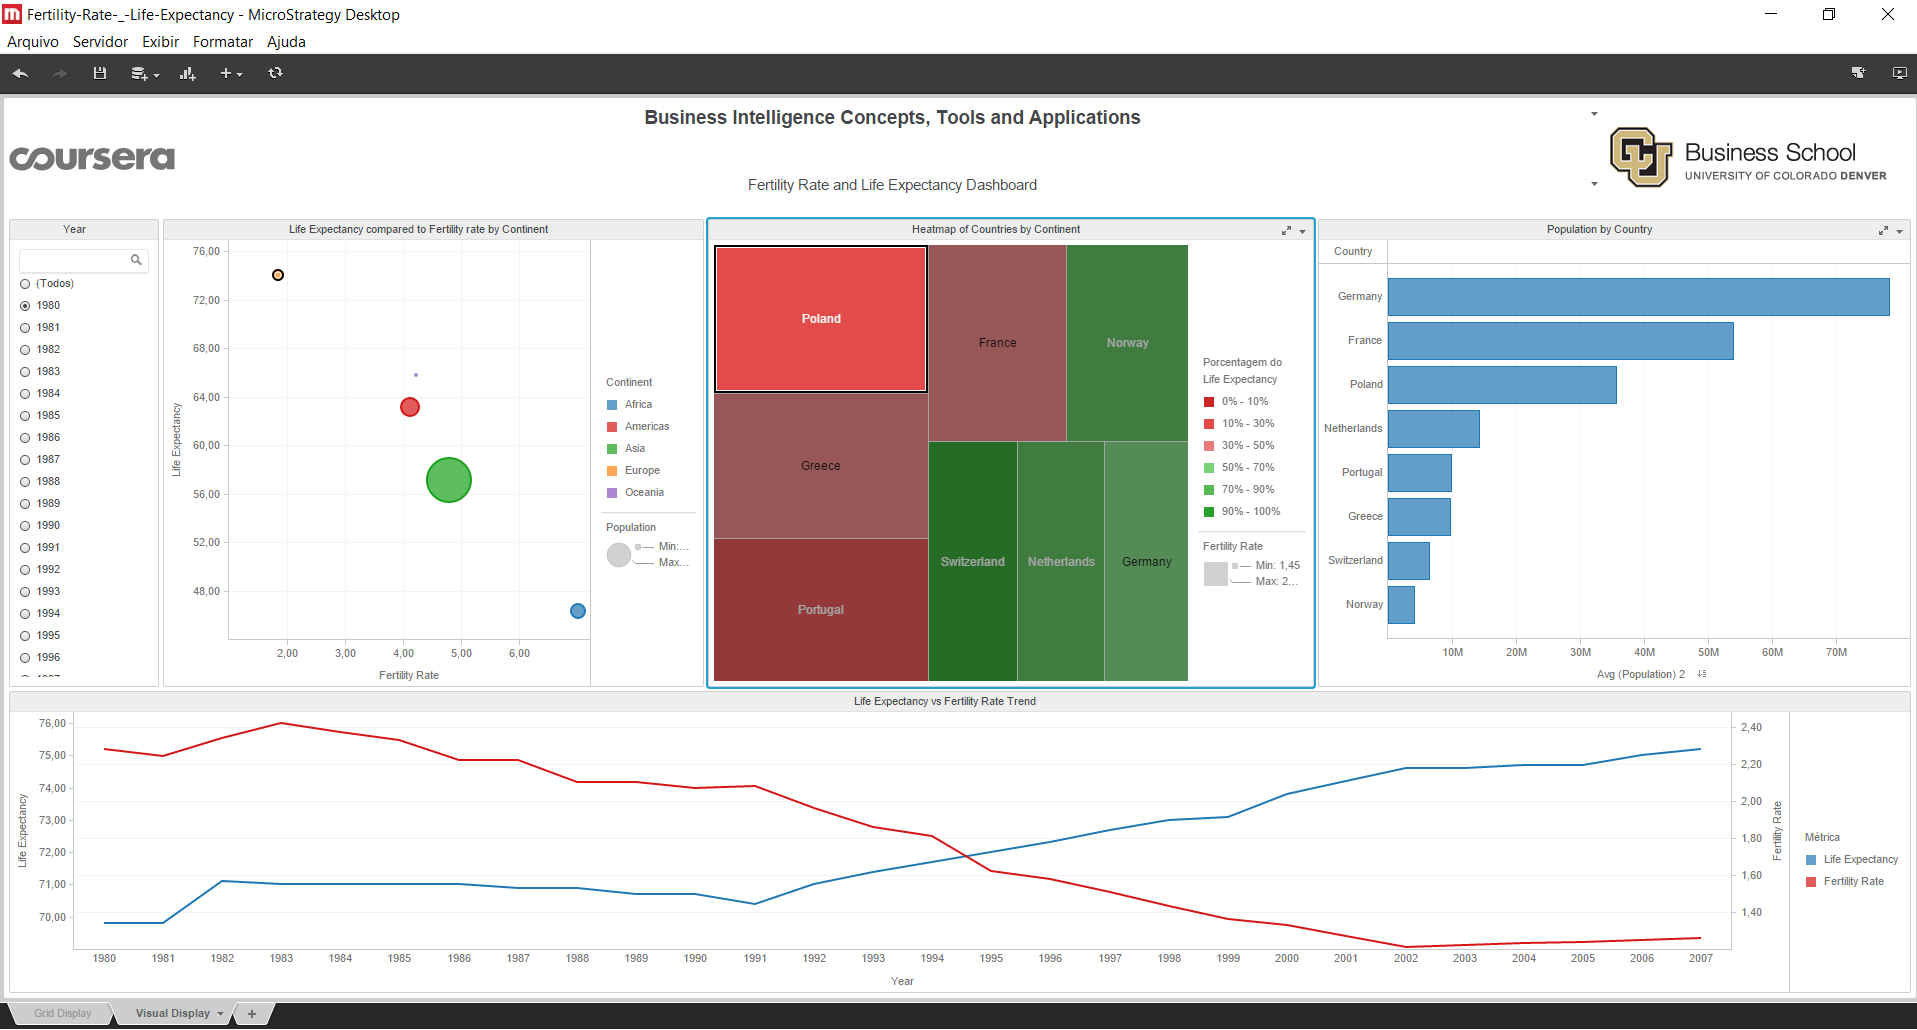 Fertility-Rate-_-Life-Expectancy - MicroStrategy Desktop
Arquivo Servidor Exibir Formatar Ajuda
Business Intelligence Concepts, Tools and Applications
coursera
Fertility Rate and Life Expectancy Dashboard
CU
Business School
UNIVERSITY OF COLORADO DENVER
Year
(Todos)
1980
1981
1982
1983
1984
1985
1986
1987
1988
1989
1990
1991
1992
1993
1994
1995
1996
1997
Life Expectancy compared to Fertility rate by Continent
76,00
72,00
68,00
64,00
60,00
56,00
52,00
48,00
Life Expectancy
2,00 3,00 4,00 5,00 6,00
Fertility Rate
Continent
Africa
Americas
Asia
Europe
Oceania
Population
Min:...
Max...
Heatmap of Countries by Continent
Poland
France
Norway
Greece
Portugal
Switzerland
Netherlands
Germany
Porcentagem do
Life Expectancy
0% - 10%
10% - 30%
30% - 50%
50% - 70%
70% - 90%
90% - 100%
Fertility Rate
Min: 1,45
Max: 2...
Population by Country
Country
Germany
France
Poland
Netherlands
Portugal
Greece
Switzerland
Norway
10M 20M 30M 40M 50M 60M 70M
Avg (Population) 2
Life Expectancy vs Fertility Rate Trend
76,00
75,00
74,00
73,00
72,00
71,00
70,00
Life Expectancy
2,40
2,20
2,00
1,80
1,60
1,40
Fertility Rate
1980 1981 1982 1983 1984 1985 1986 1987 1988 1989 1990 1991 1992 1993 1994 1995 1996 1997 1998 1999 2000 2001 2002 2003 2004 2005 2006 2007
Year
Métrica
Life Expectancy
Fertility Rate
Grid Display
Visual Display